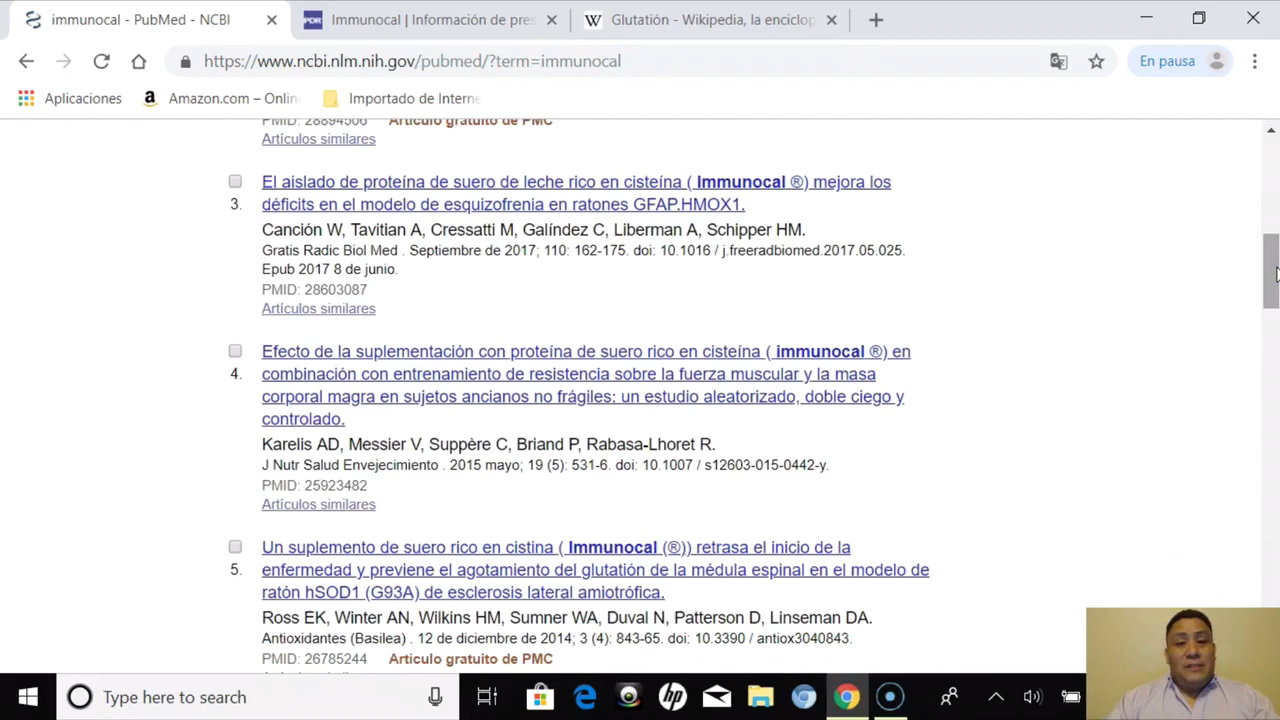 immunocal - PubMed - NCBI
Immunocal | Información de pres
Glutatión - Wikipedia, la enciclop
https://www.ncbi.nlm.nih.gov/pubmed/?term=immunocal
En pausa
Aplicaciones
Amazon.com – Onlin
Importado de Interne
PMID: 28894506 Artículo gratuito de PMC
Artículos similares
El aislado de proteína de suero de leche rico en cisteína ( Immunocal ®) mejora los
3. déficits en el modelo de esquizofrenia en ratones GFAP.HMOX1.
Canción W, Tavitian A, Cressatti M, Galíndez C, Liberman A, Schipper HM.
Gratis Radic Biol Med . Septiembre de 2017; 110: 162-175. doi: 10.1016 / j.freeradbiomed.2017.05.025.
Epub 2017 8 de junio.
PMID: 28603087
Artículos similares
Efecto de la suplementación con proteína de suero rico en cisteína ( immunocal ®) en
4. combinación con entrenamiento de resistencia sobre la fuerza muscular y la masa
corporal magra en sujetos ancianos no frágiles: un estudio aleatorizado, doble ciego y
controlado.
Karelis AD, Messier V, Suppère C, Briand P, Rabasa-Lhoret R.
J Nutr Salud Envejecimiento . 2015 mayo; 19 (5): 531-6. doi: 10.1007 / s12603-015-0442-y.
PMID: 25923482
Artículos similares
Un suplemento de suero rico en cistina ( Immunocal (®)) retrasa el inicio de la
5. enfermedad y previene el agotamiento del glutatión de la médula espinal en el modelo de
ratón hSOD1 (G93A) de esclerosis lateral amiotrófica.
Ross EK, Winter AN, Wilkins HM, Sumner WA, Duval N, Patterson D, Linseman DA.
Antioxidantes (Basilea) . 12 de diciembre de 2014; 3 (4): 843-65. doi: 10.3390 / antiox3040843.
PMID: 26785244 Artículo gratuito de PMC
Type here to search